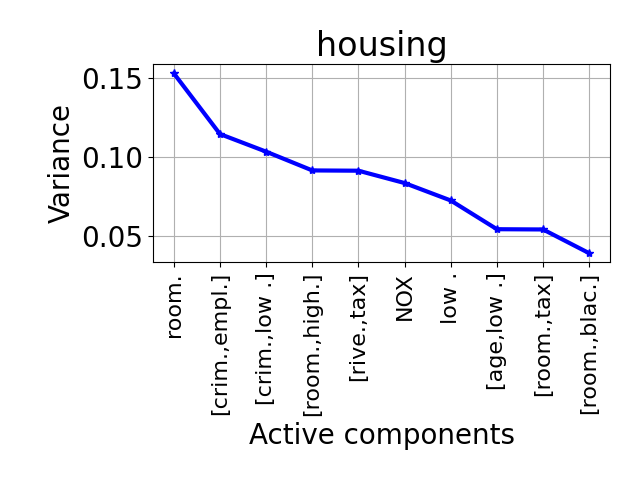 housing
Variance
0.15
0.10
0.05
room.
[crim.,empl.]
[crim.,low .]
[room.,high.]
[rive.,tax]
NOX
low .
[age,low .]
[room.,tax]
[room.,blac.]
Active components